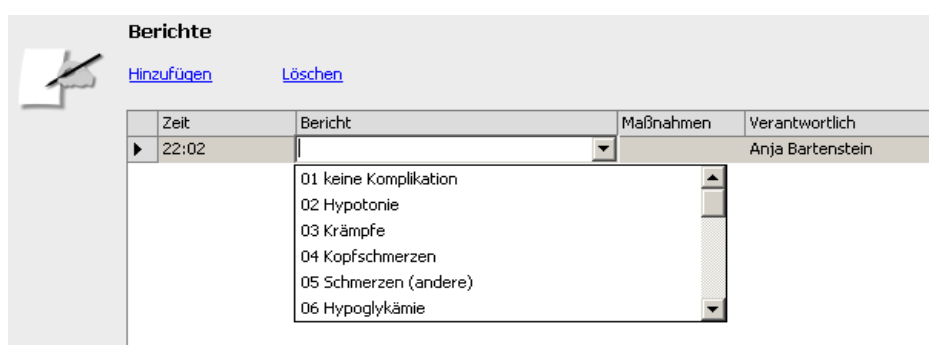 Berichte
Hinzufügen Löschen
Zeit Bericht Maßnahmen Verantwortlich
22:02 Anja Bartenstein
01 keine Komplikation
02 Hypotonie
03 Krämpfe
04 Kopfschmerzen
05 Schmerzen (andere)
06 Hypoglykämie